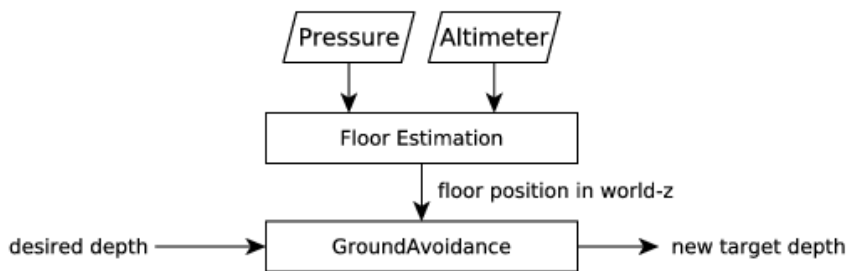 Pressure
Altimeter
Floor Estimation
floor position in world-z
desired depth
GroundAvoidance
new target depth